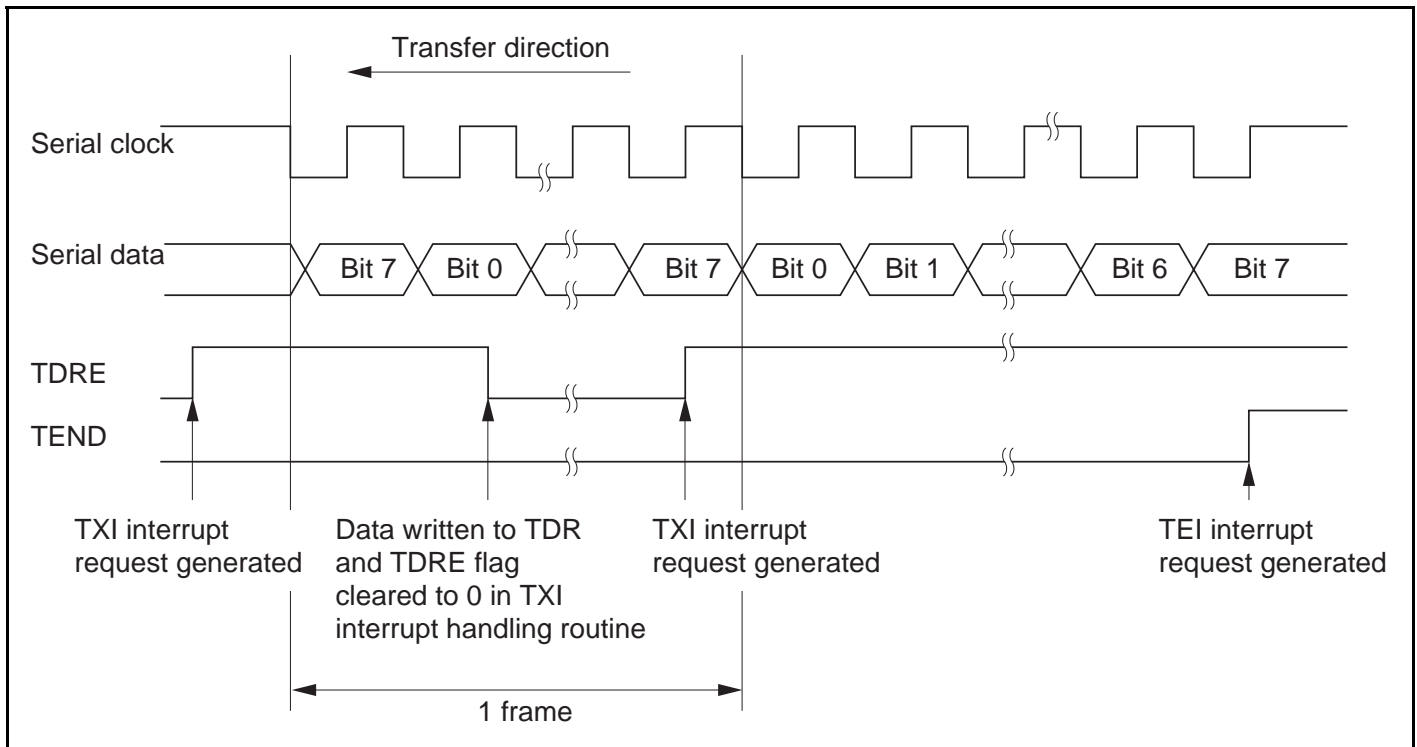 Transfer direction
Serial clock
Serial data
Bit 7 Bit 0 Bit 7 Bit 0 Bit 1 Bit 6 Bit 7
TDRE
TEND
TXI interrupt
request generated
Data written to TDR
and TDRE flag
cleared to 0 in TXI
interrupt handling routine
TXI interrupt
request generated
TEI interrupt
request generated
1 frame